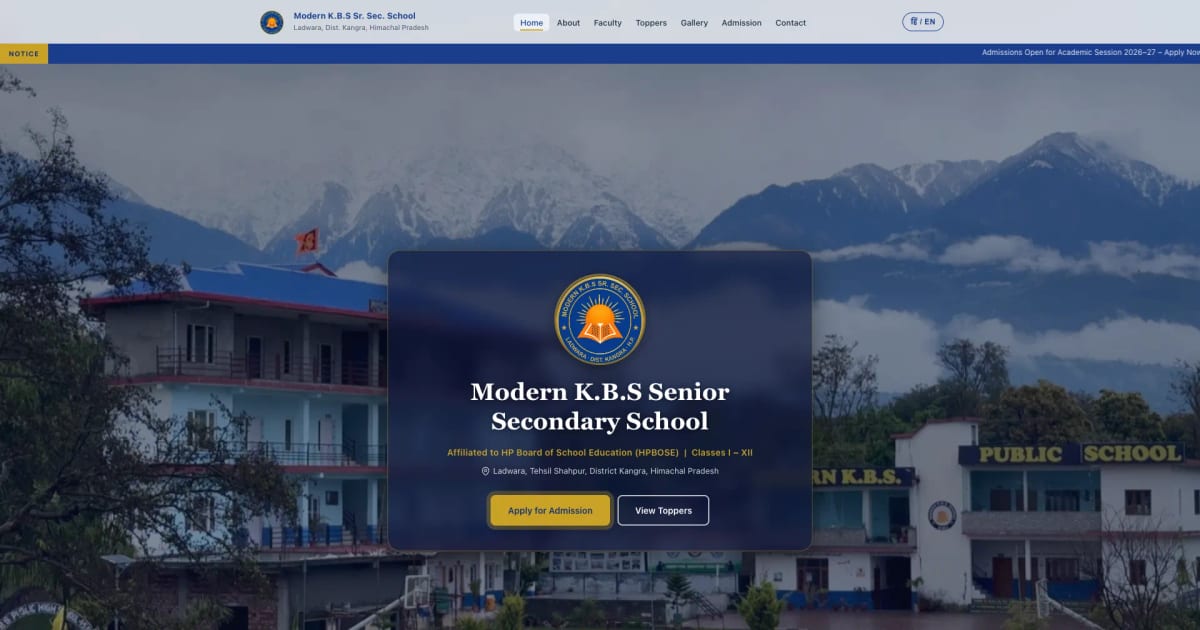 Modern K.B.S Sr. Sec. School
Ladwara, Dist. Kangra, Himachal Pradesh
Home About Faculty Toppers Gallery Admission Contact
हिं / EN
NOTICE
Admissions Open for Academic Session 2026–27 – Apply Now
MODERN K.B.S SR. SEC. SCHOOL
LADWARA · DIST. KANGRA · H.P.
Modern K.B.S Senior
Secondary School
Affiliated to HP Board of School Education (HPBOSE) | Classes I – XII
Ladwara, Tehsil Shahpur, District Kangra, Himachal Pradesh
Apply for Admission View Toppers
RN K.B.S. PUBLIC SCHOOL